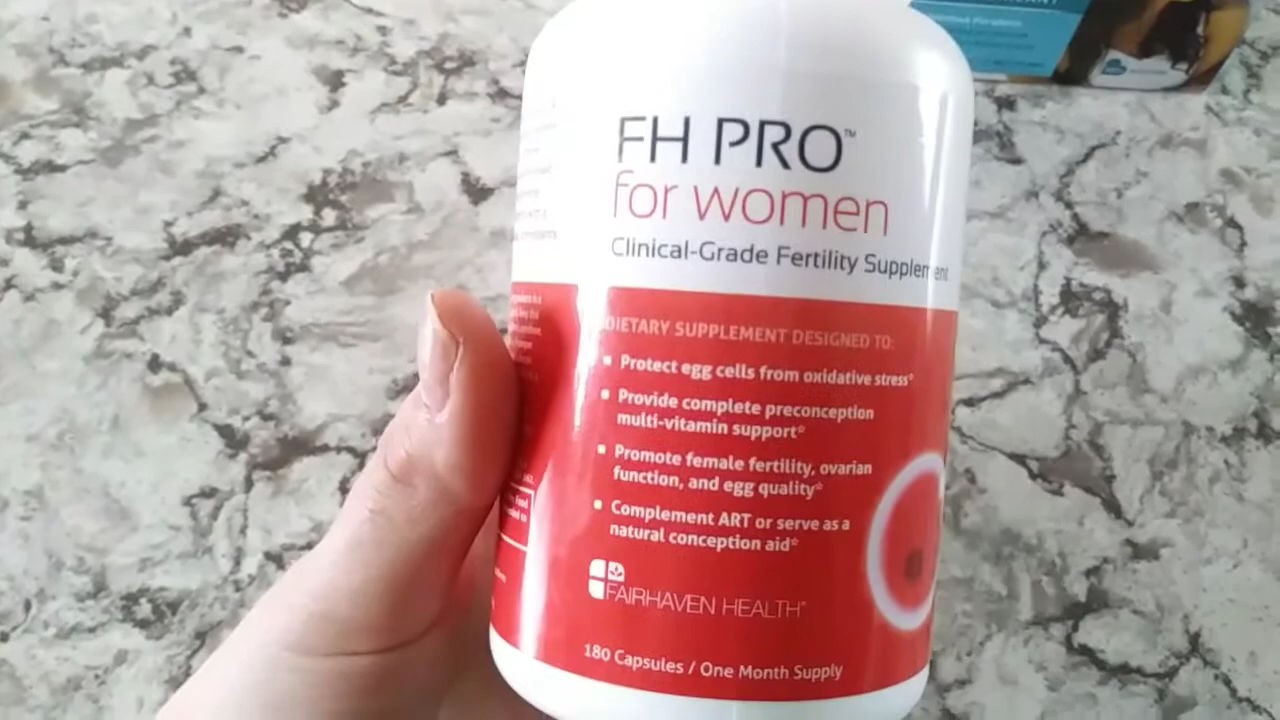 FH PRO™
for women
Clinical-Grade Fertility Supplement
DIETARY SUPPLEMENT DESIGNED TO:
▪ Protect egg cells from oxidative stress*
▪ Provide complete preconception
multi-vitamin support*
▪ Promote female fertility, ovarian
function, and egg quality*
▪ Complement ART or serve as a
natural conception aid*
FAIRHAVEN HEALTH®
180 Capsules / One Month Supply